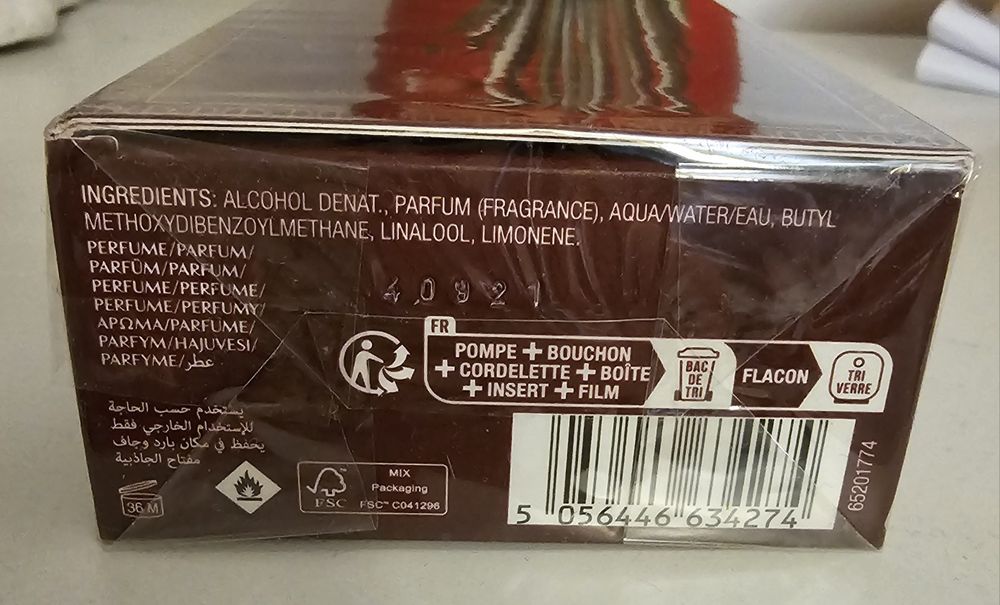 INGREDIENTS: ALCOHOL DENAT., PARFUM (FRAGRANCE), AQUA/WATER/EAU, BUTYL
METHOXYDIBENZOYLMETHANE, LINALOOL, LIMONENE.
PERFUME/PARFUM/
PARFÜM/PARFUM/
PERFUME/PERFUME/
PERFUME/PERFUMY/
ΑΡΩΜΑ/PARFUME/
PARFYM/HAJUVESI/
PARFYME/عطر
40921
FR
POMPE + BOUCHON
+ CORDELETTE + BOÎTE
+ INSERT + FILM
BAC
DE
TRI
FLACON
TRI
VERRE
يستخدم حسب الحاجة
للإستخدام الخارجي فقط
يحفظ في مكان بارد وجاف
مفتاح الجاذبية
36 M
FSC™
MIX
Packaging
FSC™ C041296
5 056446 634274
65201774